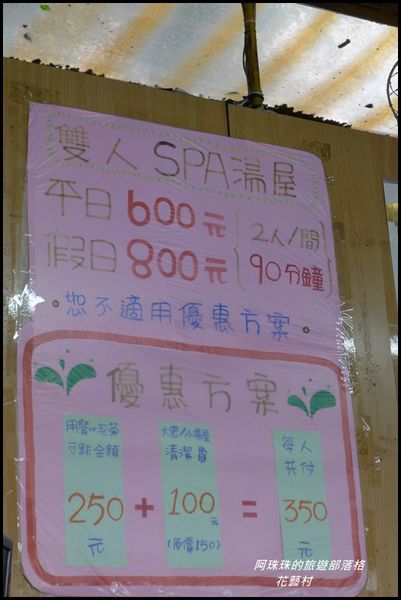 雙人SPA湯屋
平日600元
假日800元
2人/間
90分鐘
。恕不適用優惠方案。
優惠方案
用餐or泡茶
可點金額
250
元
+
大眾/小湯屋
清潔費
100元
(原價150)
=
每人
共付
350
元
阿珠珠的旅遊部落格
花藝村